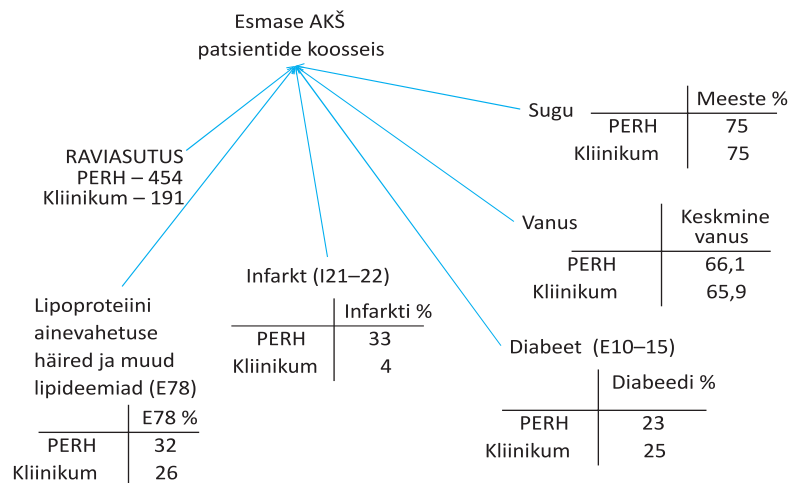 Esmase AKŠ
patsientide koosseis
RAVIASUTUS
PERH – 454
Kliinikum – 191
Sugu
Meeste %
PERH 75
Kliinikum 75
Vanus
Keskmine
vanus
PERH 66,1
Kliinikum 65,9
Infarkt (I21–22)
Infarkti %
PERH 33
Kliinikum 4
Lipoproteiini
ainevahetuse
häired ja muud
lipideemiad (E78)
E78 %
PERH 32
Kliinikum 26
Diabeet (E10–15)
Diabeedi %
PERH 23
Kliinikum 25